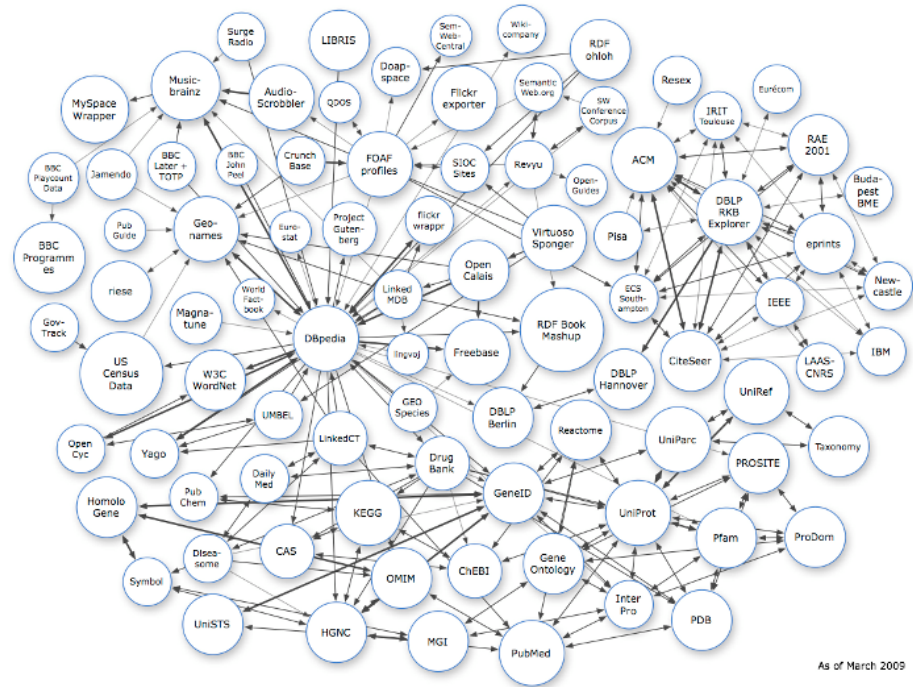 Surge
Radio
LIBRIS
Sem-
Web-
Central
Wiki-
company
RDF
ohloh
Music-
brainz
Audio-
Scrobbler
QDOS
Doap-
space
Flickr
exporter
Semantic
Web.org
SW
Conference
Corpus
Resex
IRIT
Toulouse
Eurécom
MySpace
Wrapper
RAE
2001
BBC
Playcount
Data
Jamendo
BBC
Later +
TOTP
BBC
John
Peel
Crunch
Base
FOAF
profiles
SIOC
Sites
Revyu
Open-
Guides
ACM
DBLP
RKB
Explorer
Buda-
pest
BME
Pub
Guide
Geo-
names
Euro-
stat
Project
Guten-
berg
flickr
wrappr
Virtuoso
Sponger
Pisa
eprints
BBC
Programm
es
riese
World
Fact-
book
Linked
MDB
Open
Calais
ECS
South-
ampton
IEEE
New-
castle
Gov-
Track
Magna-
tune
DBpedia
lingvoj
Freebase
RDF Book
Mashup
CiteSeer
IBM
US
Census
Data
W3C
WordNet
DBLP
Hannover
LAAS-
CNRS
UMBEL
GEO
Species
DBLP
Berlin
UniRef
Open
Cyc
Yago
LinkedCT
Reactome
UniParc
Taxonomy
Daily
Med
Drug
Bank
PROSITE
Homolo
Gene
Pub
Chem
KEGG
GeneID
UniProt
Pfam
ProDom
Disea-
some
CAS
ChEBI
Gene
Ontology
Symbol
OMIM
Inter
Pro
UniSTS
HGNC
MGI
PubMed
PDB
As of March 2009